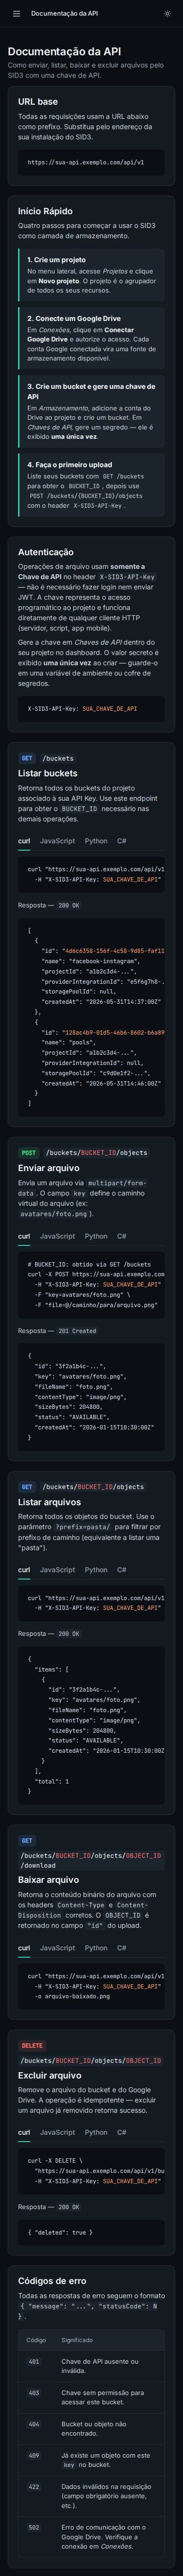 Documentação da API
Documentação da API
Como enviar, listar, baixar e excluir arquivos pelo
SID3 com uma chave de API.
URL base
Todas as requisições usam a URL abaixo
como prefixo. Substitua pelo endereço da
sua instalação do SID3.
https://sua-api.exemplo.com/api/v1
Início Rápido
Quatro passos para começar a usar o SID3
como camada de armazenamento.
1. Crie um projeto
No menu lateral, acesse Projetos e clique
em Novo projeto. O projeto é o agrupador
de todos os seus recursos.
2. Conecte um Google Drive
Em Conexões, clique em Conectar
Google Drive e autorize o acesso. Cada
conta Google conectada vira uma fonte de
armazenamento disponível.
3. Crie um bucket e gere uma chave de
API
Em Armazenamento, adicione a conta do
Drive ao projeto e crie um bucket. Em
Chaves de API, gere um segredo — ele é
exibido uma única vez.
4. Faça o primeiro upload
Liste seus buckets com GET /buckets
para obter o BUCKET_ID, depois use
POST /buckets/{BUCKET_ID}/objects
com o header X-SID3-API-Key.
Autenticação
Operações de arquivo usam somente a
Chave de API no header X-SID3-API-Key
— não é necessário fazer login nem enviar
JWT. A chave representa o acesso
programático ao projeto e funciona
diretamente de qualquer cliente HTTP
(servidor, script, app mobile).
Gere a chave em Chaves de API dentro do
seu projeto no dashboard. O valor secreto é
exibido uma única vez ao criar — guarde-o
em uma variável de ambiente ou cofre de
segredos.
X-SID3-API-Key: SUA_CHAVE_DE_API
GET /buckets
Listar buckets
Retorna todos os buckets do projeto
associado à sua API Key. Use este endpoint
para obter o BUCKET_ID necessário nas
demais operações.
curl JavaScript Python C#
curl "https://sua-api.exemplo.com/api/v1
-H "X-SID3-API-Key: SUA_CHAVE_DE_API"
Resposta — 200 OK
[
{
"id": "4d6c6358-156f-4c58-9d85-faf11
"name": "facebook-instagram",
"projectId": "a1b2c3d4-...",
"providerIntegrationId": "e5f6g7h8-.
"storagePoolId": null,
"createdAt": "2026-05-31T14:37:00Z"
},
{
"id": "128ac4b9-01d5-46b6-8602-b6a89
"name": "pools",
"projectId": "a1b2c3d4-...",
"providerIntegrationId": null,
"storagePoolId": "c9d0e1f2-...",
"createdAt": "2026-05-31T14:46:00Z"
}
]
POST /buckets/BUCKET_ID/objects
Enviar arquivo
Envia um arquivo via multipart/form-
data. O campo key define o caminho
virtual do arquivo (ex:
avatares/foto.png).
curl JavaScript Python C#
# BUCKET_ID: obtido via GET /buckets
curl -X POST https://sua-api.exemplo.com
-H "X-SID3-API-Key: SUA_CHAVE_DE_API"
-F "key=avatares/foto.png" \
-F "file=@/caminho/para/arquivo.png"
Resposta — 201 Created
{
"id": "3f2a1b4c-...",
"key": "avatares/foto.png",
"fileName": "foto.png",
"contentType": "image/png",
"sizeBytes": 204800,
"status": "AVAILABLE",
"createdAt": "2026-01-15T10:30:00Z"
}
GET /buckets/BUCKET_ID/objects
Listar arquivos
Retorna todos os objetos do bucket. Use o
parâmetro ?prefix=pasta/ para filtrar por
prefixo de caminho (equivalente a listar uma
"pasta").
curl JavaScript Python C#
curl "https://sua-api.exemplo.com/api/v1
-H "X-SID3-API-Key: SUA_CHAVE_DE_API"
Resposta — 200 OK
{
"items": [
{
"id": "3f2a1b4c-...",
"key": "avatares/foto.png",
"fileName": "foto.png",
"contentType": "image/png",
"sizeBytes": 204800,
"status": "AVAILABLE",
"createdAt": "2026-01-15T10:30:00Z
}
],
"total": 1
}
GET
/buckets/BUCKET_ID/objects/OBJECT_ID
/download
Baixar arquivo
Retorna o conteúdo binário do arquivo com
os headers Content-Type e Content-
Disposition corretos. O OBJECT_ID é
retornado no campo "id" do upload.
curl JavaScript Python C#
curl "https://sua-api.exemplo.com/api/v1
-H "X-SID3-API-Key: SUA_CHAVE_DE_API"
-o arquivo-baixado.png
DELETE
/buckets/BUCKET_ID/objects/OBJECT_ID
Excluir arquivo
Remove o arquivo do bucket e do Google
Drive. A operação é idempotente — excluir
um arquivo já removido retorna sucesso.
curl JavaScript Python C#
curl -X DELETE \
"https://sua-api.exemplo.com/api/v1/bu
-H "X-SID3-API-Key: SUA_CHAVE_DE_API"
Resposta — 200 OK
{ "deleted": true }
Códigos de erro
Todas as respostas de erro seguem o formato
{ "message": "...", "statusCode": N
}.
Código Significado
401 Chave de API ausente ou
inválida.
403 Chave sem permissão para
acessar este bucket.
404 Bucket ou objeto não
encontrado.
409 Já existe um objeto com este
key no bucket.
422 Dados inválidos na requisição
(campo obrigatório ausente,
etc.).
502 Erro de comunicação com o
Google Drive. Verifique a
conexão em Conexões.